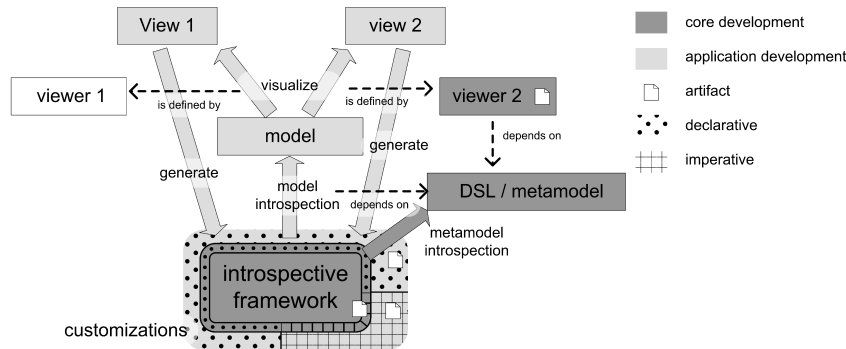 View 1
view 2
core development
application development
viewer 1
visualize
is defined by
is defined by
viewer 2
artifact
declarative
model
depends on
generate
imperative
generate
model
introspection
depends on
DSL / metamodel
metamodel
introspection
introspective
framework
customizations